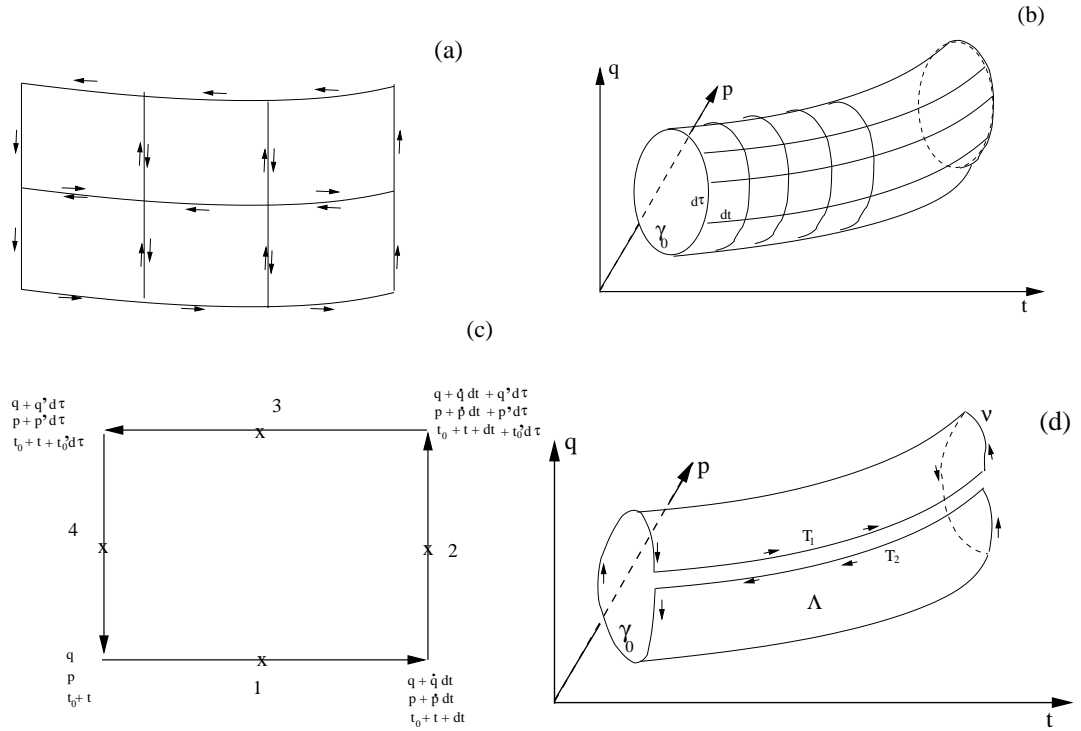 (a)
(b)
q
p
dτ
dt
γ₀
t
(c)
q + q’dτ
p + p’dτ
t₀ + t + t₀’dτ
3
q + q̇ dt + q’dτ
p + ṗ dt + p’dτ
t₀ + t + dt + t₀’dτ
x
4
x
x
2
q
p
t₀ + t
x
1
q + q̇ dt
p + ṗ dt
t₀ + t + dt
(d)
ν
q
p
T₁
T₂
Λ
γ₀
t